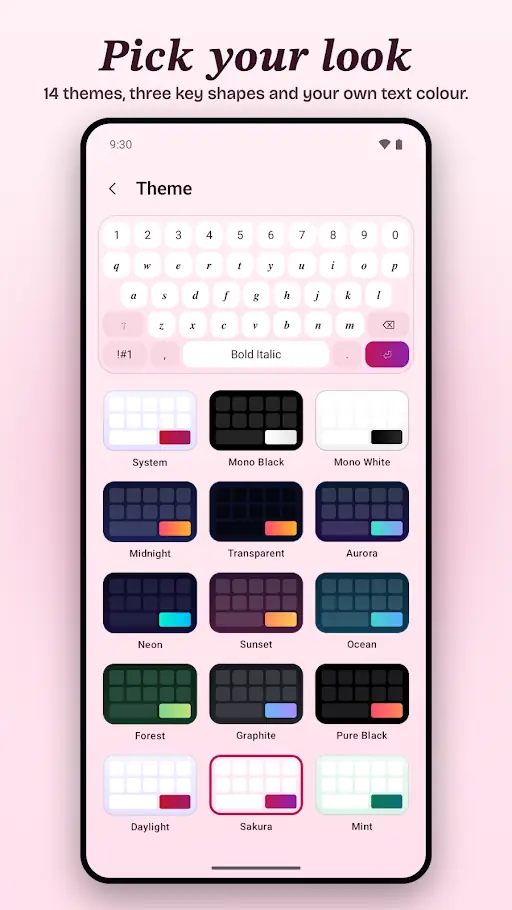 Pick your look
14 themes, three key shapes and your own text colour.
9:30
Theme
1 2 3 4 5 6 7 8 9 0
q w e r t y u i o p
a s d f g h j k l
z x c v b n m
!#1 , Bold Italic .
System Mono Black Mono White
Midnight Transparent Aurora
Neon Sunset Ocean
Forest Graphite Pure Black
Daylight Sakura Mint